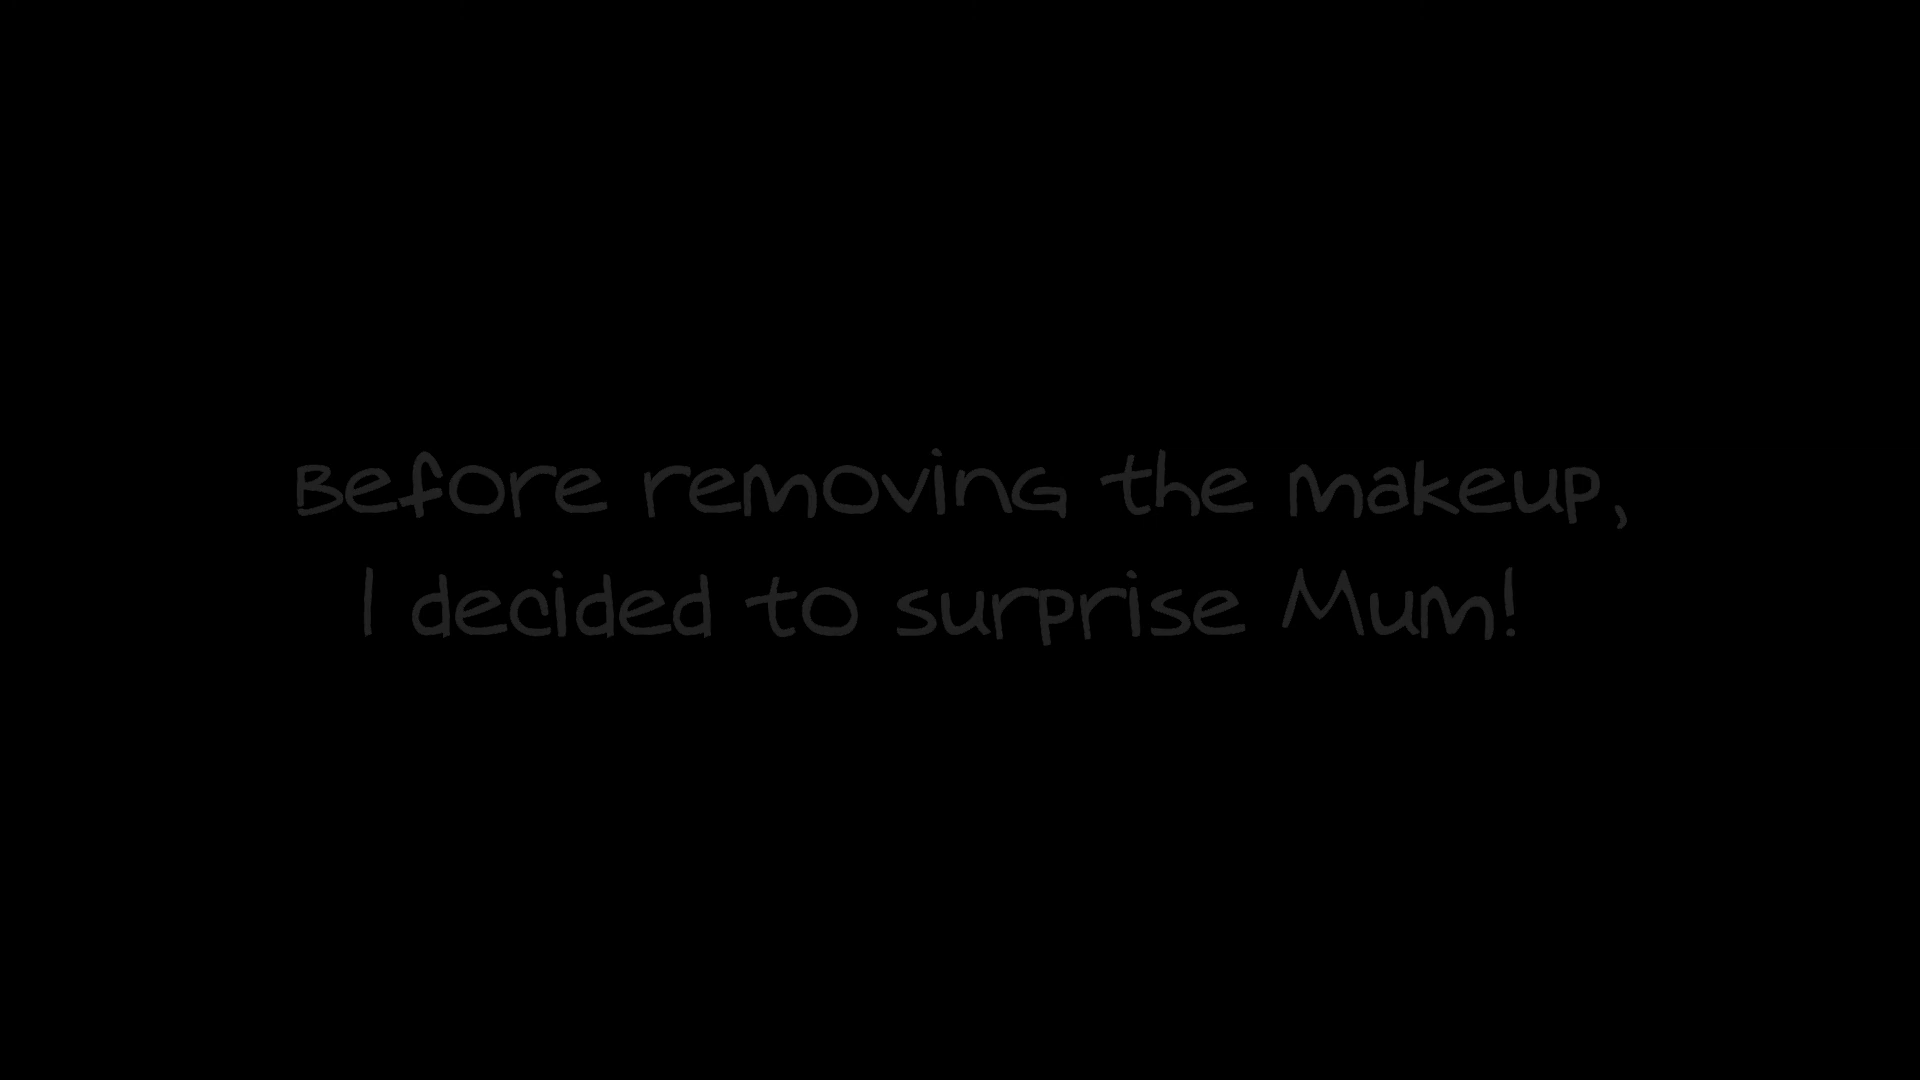 Before removing the makeup,
I decided to surprise Mum!